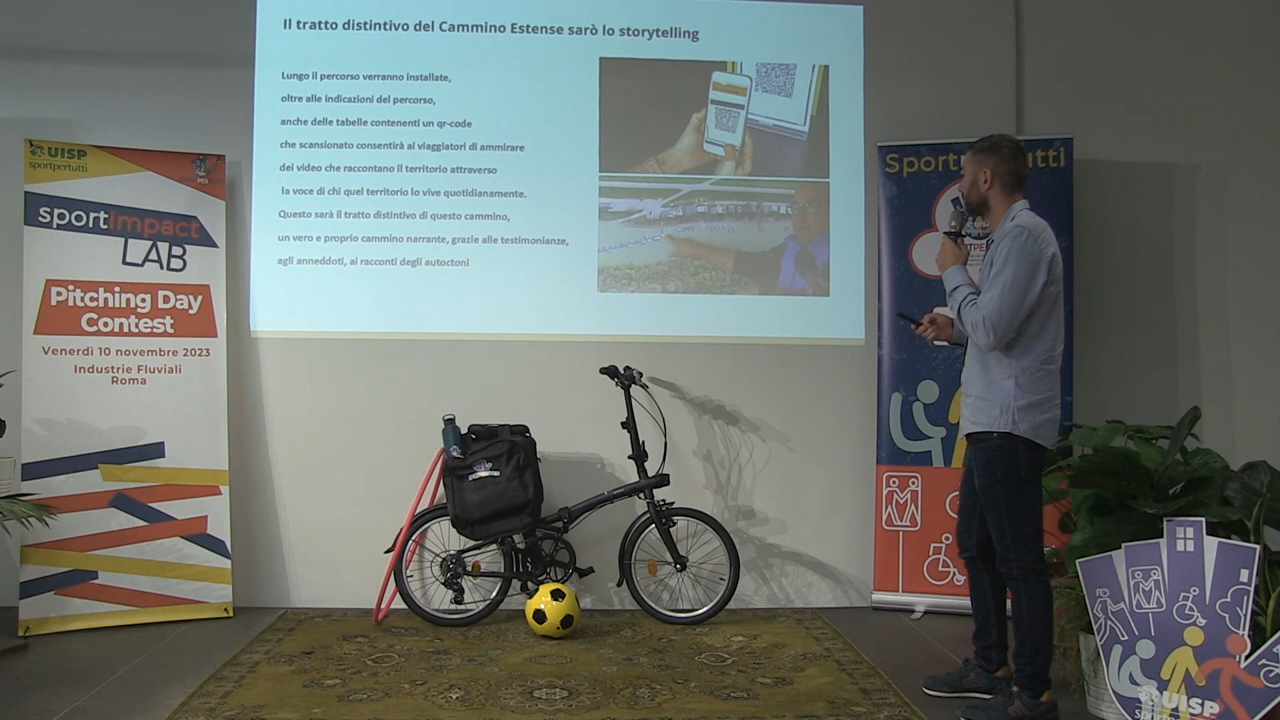 Il tratto distintivo del Cammino Estense sarò lo storytelling
Lungo il percorso verranno installate,
oltre alle indicazioni del percorso,
anche delle tabelle contenenti un qr-code
che scansionato consentirà ai viaggiatori di ammirare
dei video che raccontano il territorio attraverso
la voce di chi quel territorio lo vive quotidianamente.
Questo sarà il tratto distintivo di questo cammino,
un vero e proprio cammino narrante, grazie alle testimonianze,
agli anneddoti, ai racconti degli autoctoni
UISP
sportpertutti
sportimpact
LAB
Pitching Day
Contest
Venerdì 10 novembre 2023
Industrie Fluviali
Roma
UISP